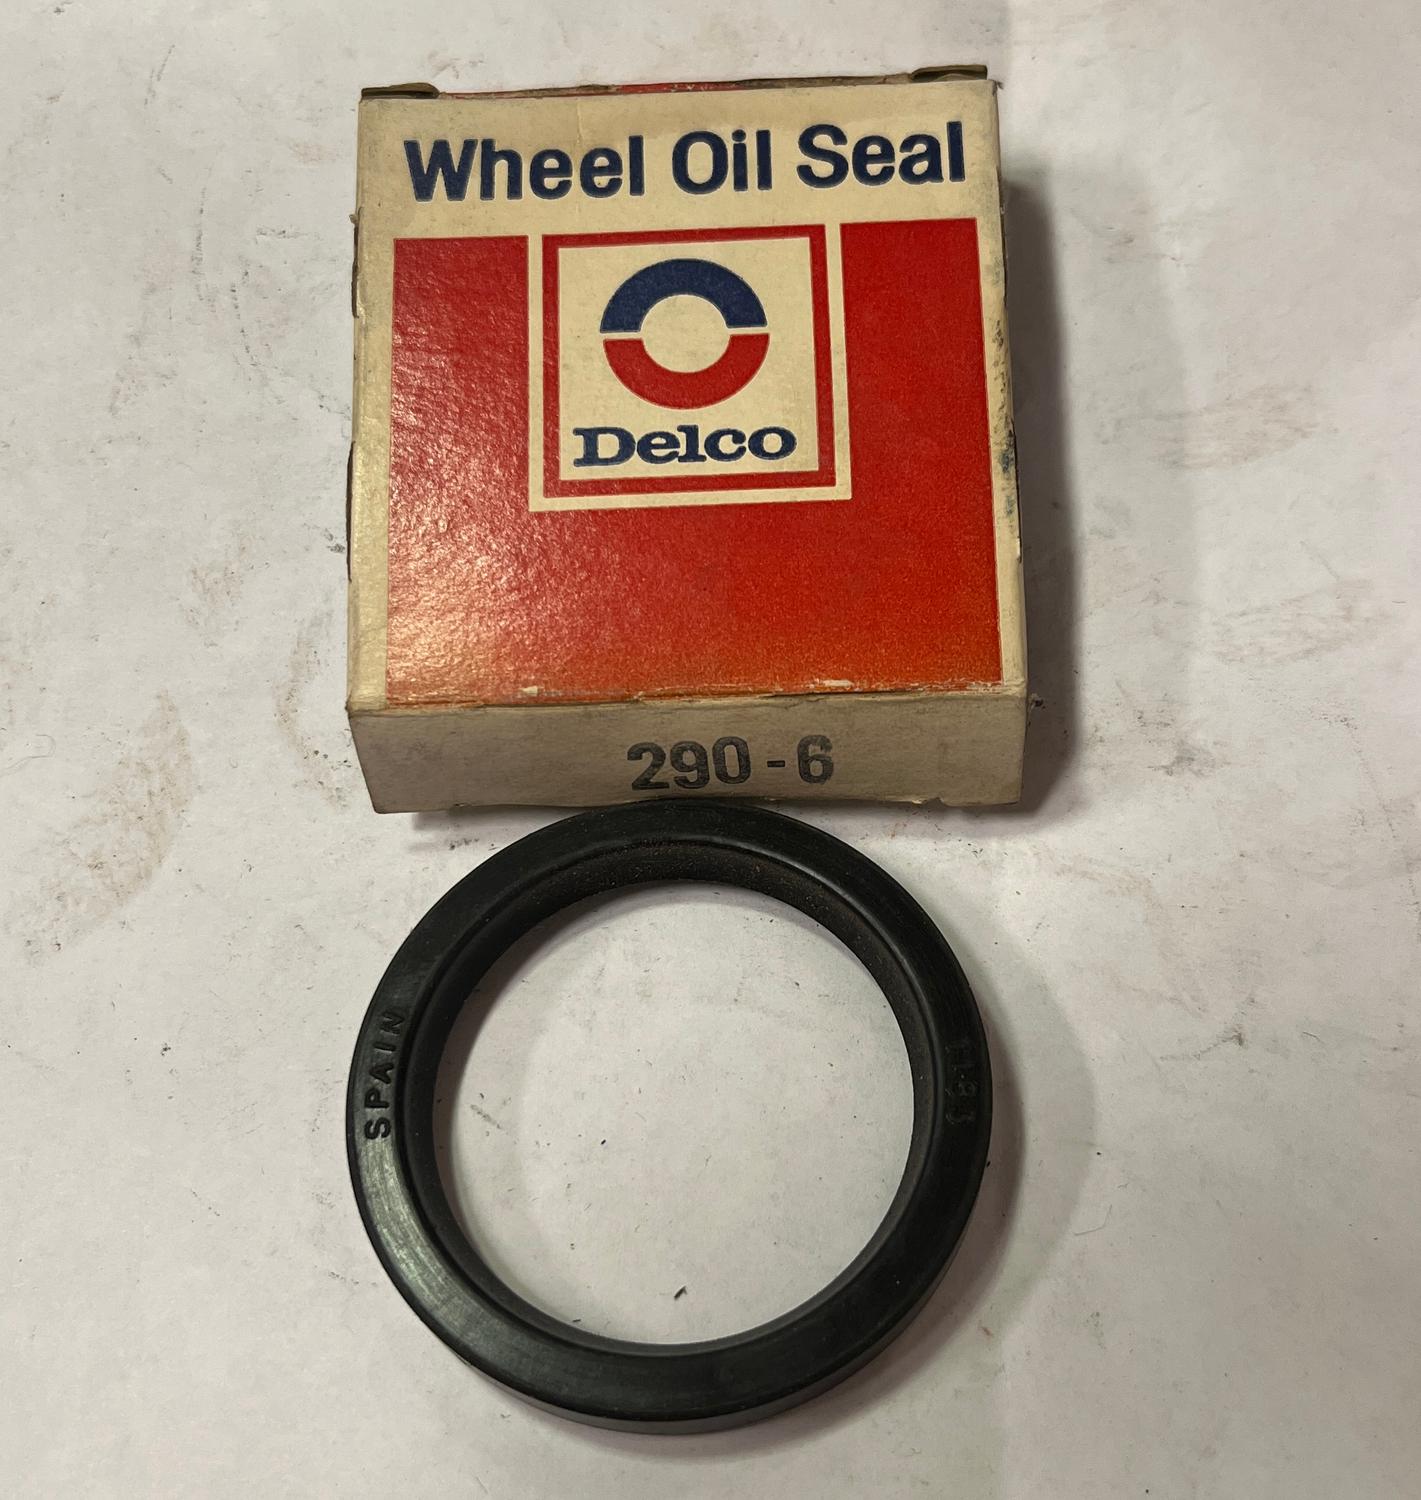 Wheel Oil Seal
Delco
290-6
SPAIN